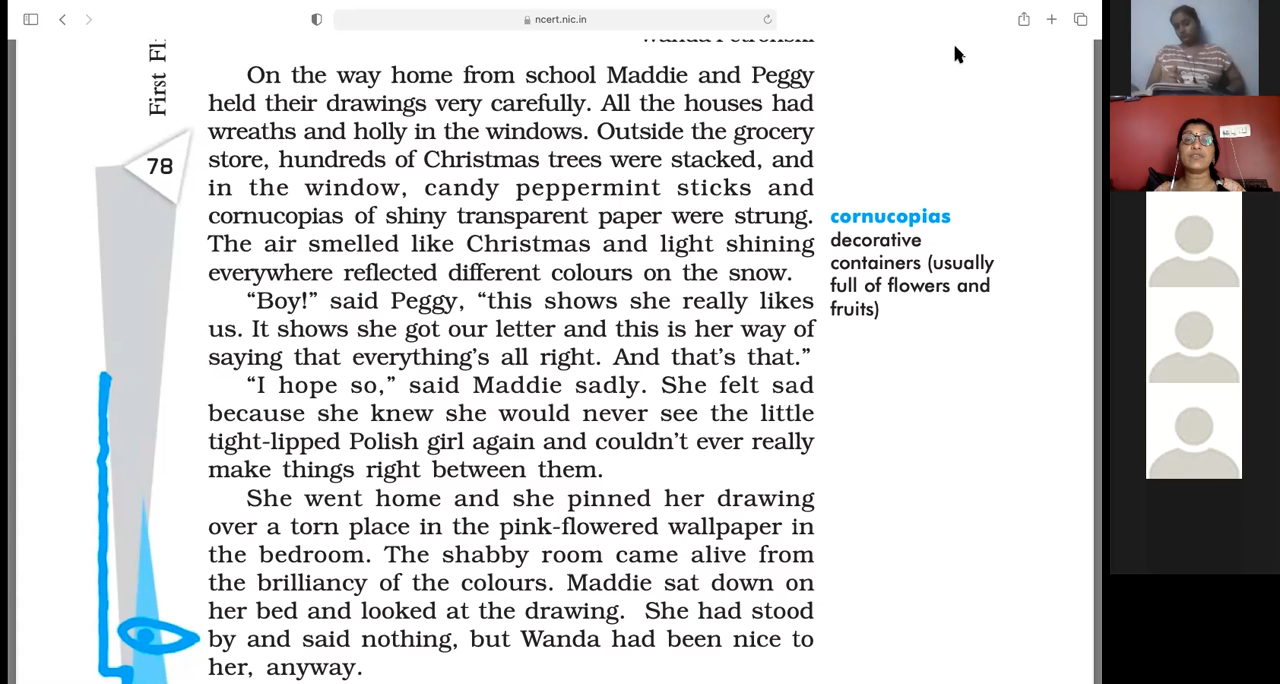 ncert.nic.in
Wanda Petronski
First Fl
78
On the way home from school Maddie and Peggy
held their drawings very carefully. All the houses had
wreaths and holly in the windows. Outside the grocery
store, hundreds of Christmas trees were stacked, and
in the window, candy peppermint sticks and
cornucopias of shiny transparent paper were strung.
The air smelled like Christmas and light shining
everywhere reflected different colours on the snow.
“Boy!” said Peggy, “this shows she really likes
us. It shows she got our letter and this is her way of
saying that everything’s all right. And that’s that.”
“I hope so,” said Maddie sadly. She felt sad
because she knew she would never see the little
tight-lipped Polish girl again and couldn’t ever really
make things right between them.
She went home and she pinned her drawing
over a torn place in the pink-flowered wallpaper in
the bedroom. The shabby room came alive from
the brilliancy of the colours. Maddie sat down on
her bed and looked at the drawing. She had stood
by and said nothing, but Wanda had been nice to
her, anyway.
cornucopias
decorative
containers (usually
full of flowers and
fruits)